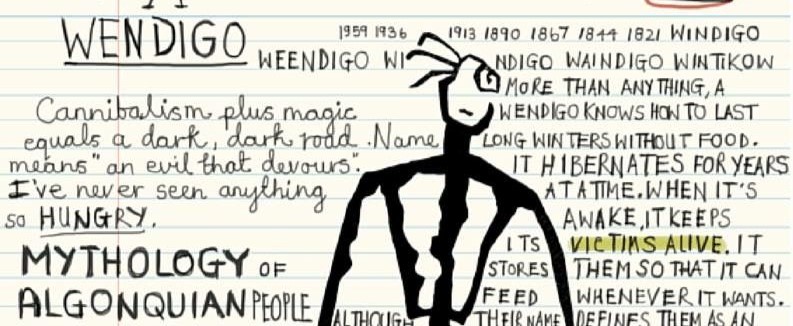 WENDIGO
1959 1936 1913 1890 1867 1844 1821 WINDIGO
WEENDIGO WI NDIGO WAINDIGO WINTIKOW
Cannibalism plus magic
equals a dark, dark road. Name
means "an evil that devours".
I've never seen anything
so HUNGRY.
MYTHOLOGY OF
ALGONQUIAN PEOPLE
MORE THAN ANYTHING, A
WENDIGO KNOWS HOW TO LAST
LONG WINTERS WITHOUT FOOD.
IT HIBERNATES FOR YEARS
AT A TIME. WHEN IT'S
AWAKE, IT KEEPS
ITS VICTIMS ALIVE. IT
STORES THEM SO THAT IT CAN
FEED WHENEVER IT WANTS.
ALTHOUGH THEIR NAME DEFINES THEM AS AN